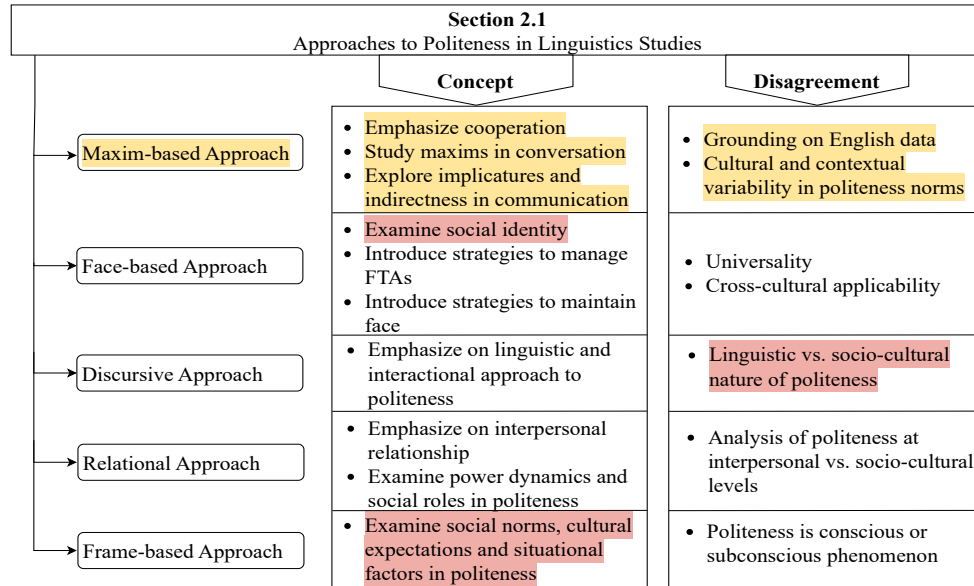 Section 2.1
Approaches to Politeness in Linguistics Studies
Concept
Disagreement
Maxim-based Approach
• Emphasize cooperation
• Study maxims in conversation
• Explore implicatures and
indirectness in communication
• Grounding on English data
• Cultural and contextual
variability in politeness norms
Face-based Approach
• Examine social identity
• Introduce strategies to manage
FTAs
• Introduce strategies to maintain
face
• Universality
• Cross-cultural applicability
Discursive Approach
• Emphasize on linguistic and
interactional approach to
politeness
• Linguistic vs. socio-cultural
nature of politeness
Relational Approach
• Emphasize on interpersonal
relationship
• Examine power dynamics and
social roles in politeness
• Analysis of politeness at
interpersonal vs. socio-cultural
levels
Frame-based Approach
• Examine social norms, cultural
expectations and situational
factors in politeness
• Politeness is conscious or
subconscious phenomenon